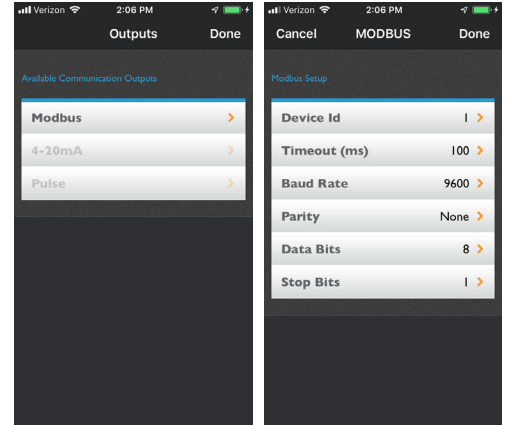 Verizon 2:06 PM
Outputs Done
Available Communication Outputs
Modbus
4-20mA
Pulse
Verizon 2:06 PM
Cancel MODBUS Done
Modbus Setup
Device Id 1
Timeout (ms) 100
Baud Rate 9600
Parity None
Data Bits 8
Stop Bits 1